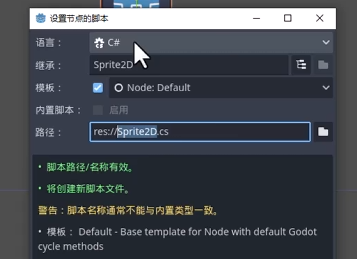 设置节点的脚本
语言： C#
继承： Sprite2D
模板： Node: Default
内置脚本： 启用
路径： res://Sprite2D.cs
• 脚本路径/名称有效。
• 将创建新脚本文件。
警告：脚本名称通常不能与内置类型一致。
• 模板： Default - Base template for Node with default Godot
cycle methods